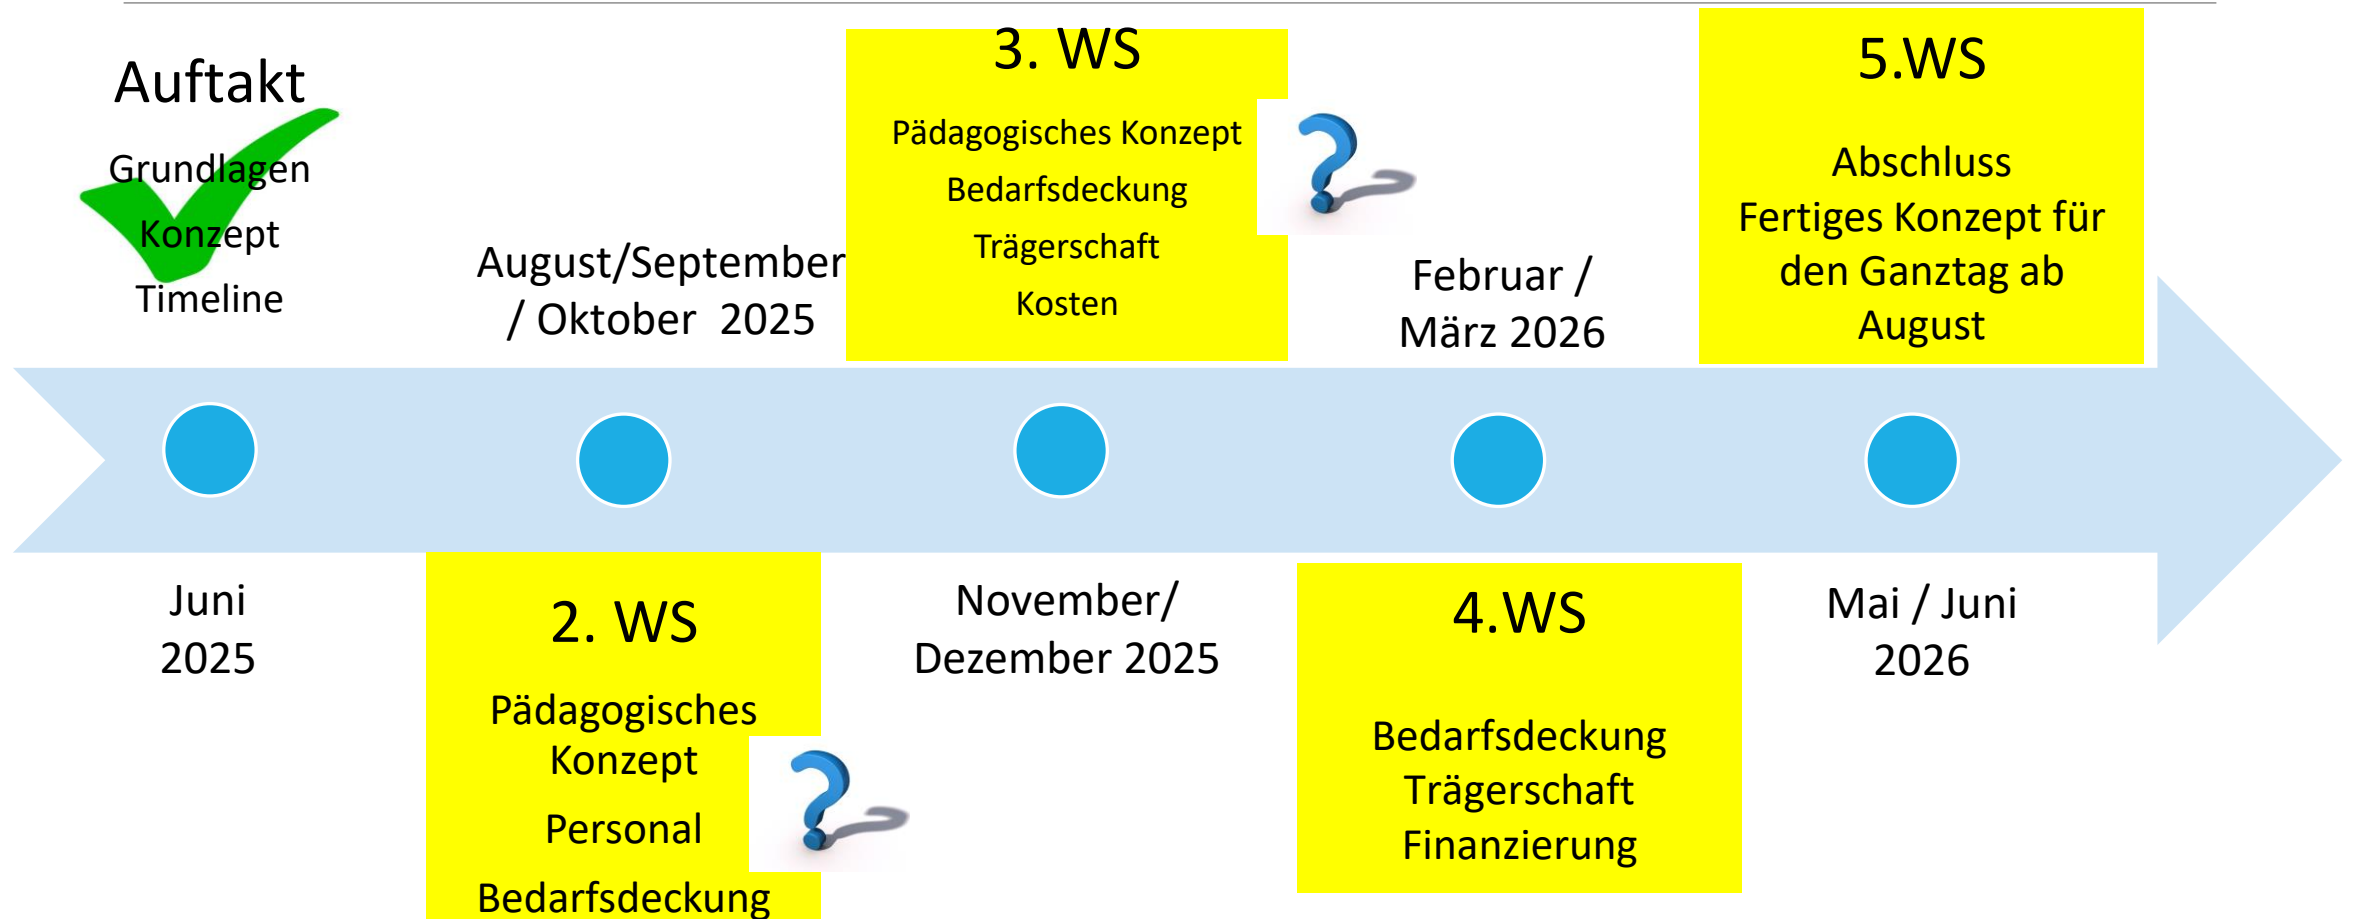 Auftakt
Grundlagen
Konzept
Timeline
Juni
2025
August/September
/ Oktober 2025
2. WS
Pädagogisches
Konzept
Personal
Bedarfsdeckung
3. WS
Pädagogisches Konzept
Bedarfsdeckung
Trägerschaft
Kosten
November/
Dezember 2025
Februar /
März 2026
4.WS
Bedarfsdeckung
Trägerschaft
Finanzierung
5.WS
Abschluss
Fertiges Konzept für
den Ganztag ab
August
Mai / Juni
2026